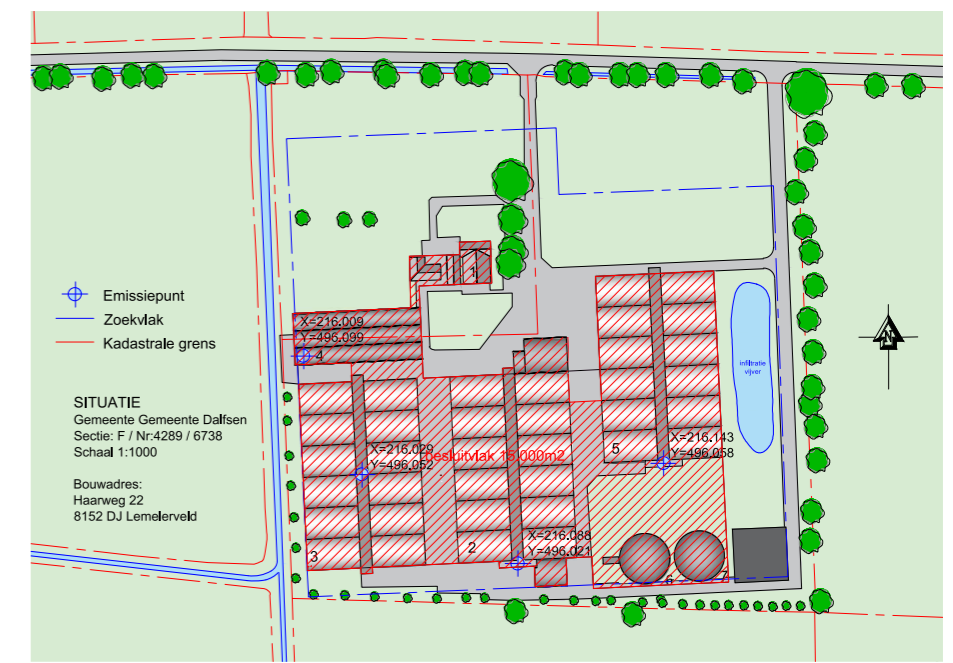 1
X=216.009
Y=496.099
4
Emissiepunt
Zoekvlak
Kadastrale grens
N
infiltratie
vijver
SITUATIE
Gemeente Gemeente Dalfsen
Sectie: F / Nr:4289 / 6738
Schaal 1:1000
Bouwadres:
Haarweg 22
8152 DJ Lemelerveld
X=216.029
Y=496.052
besluitvlak 15.000m2
5
X=216.143
Y=496.058
3
2
X=216.088
Y=496.021
6
7